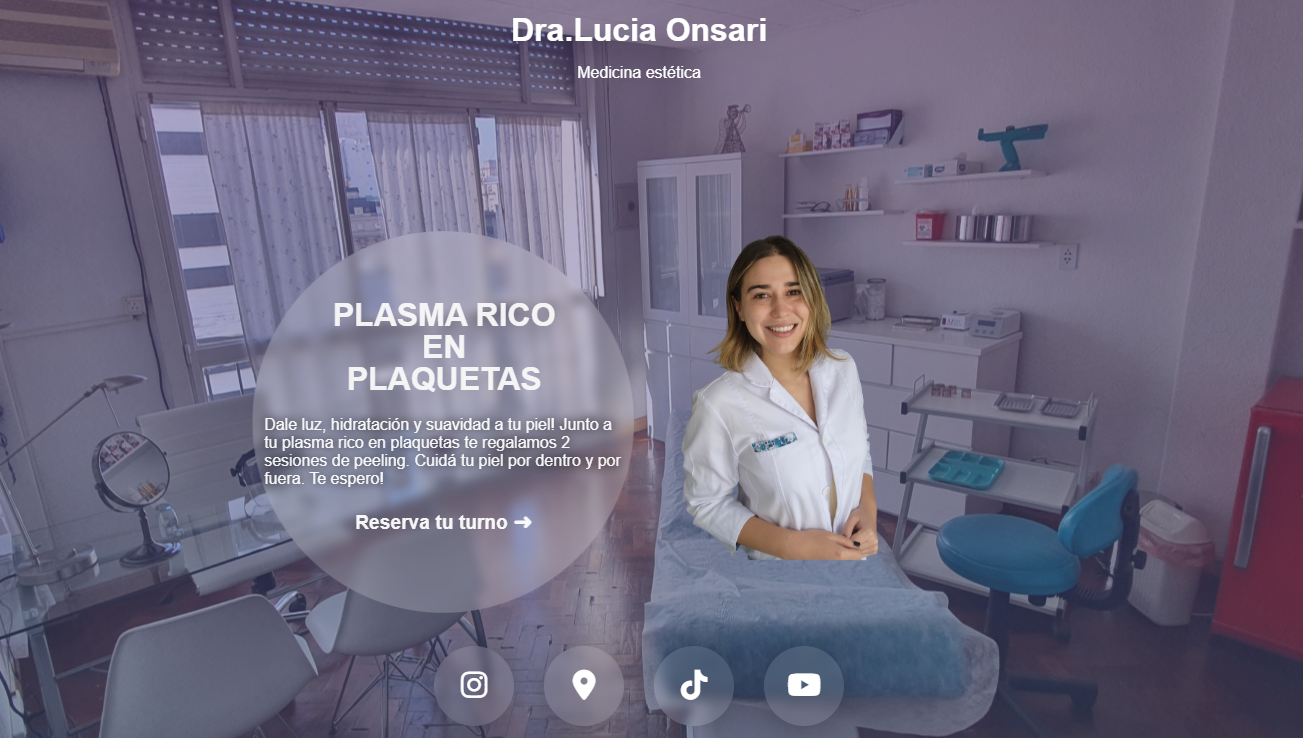 Dra.Lucia Onsari
Medicina estética
PLASMA RICO
EN
PLAQUETAS
Dale luz, hidratación y suavidad a tu piel! Junto a
tu plasma rico en plaquetas te regalamos 2
sesiones de peeling. Cuidá tu piel por dentro y por
fuera. Te espero!
Reserva tu turno ➜